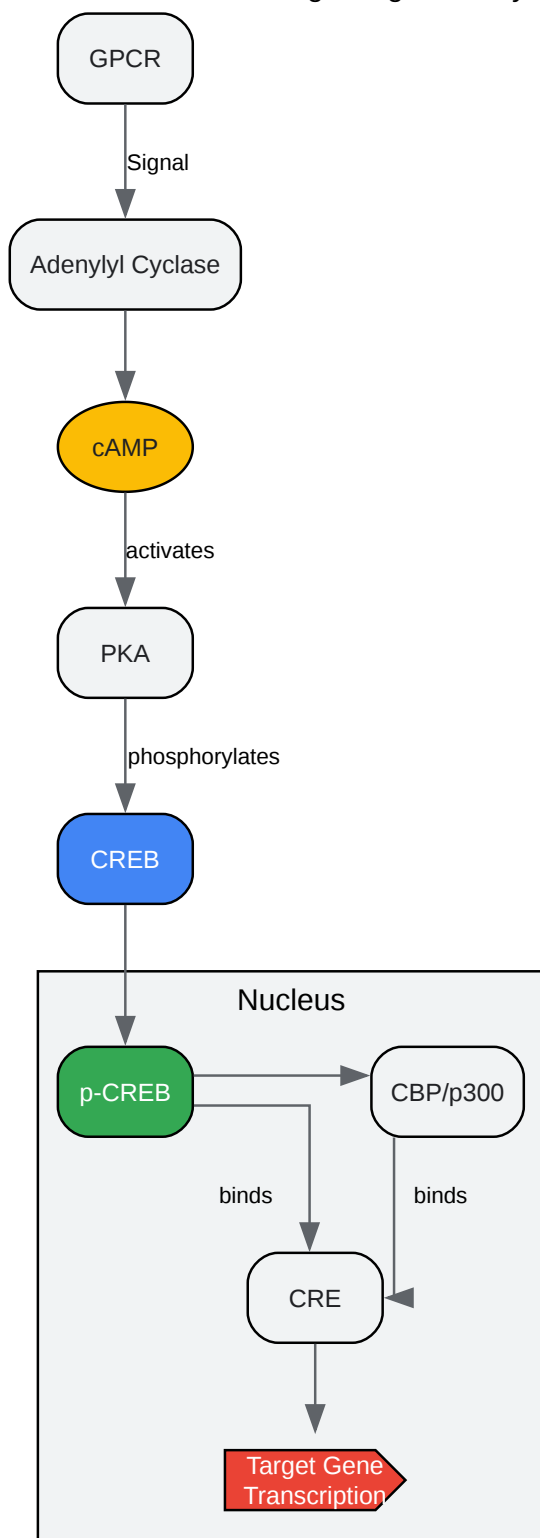 GPCR
Signal
Adenylyl Cyclase
cAMP
activates
PKA
phosphorylates
CREB
Nucleus
p-CREB
CBP/p300
binds
binds
CRE
Target Gene
Transcription